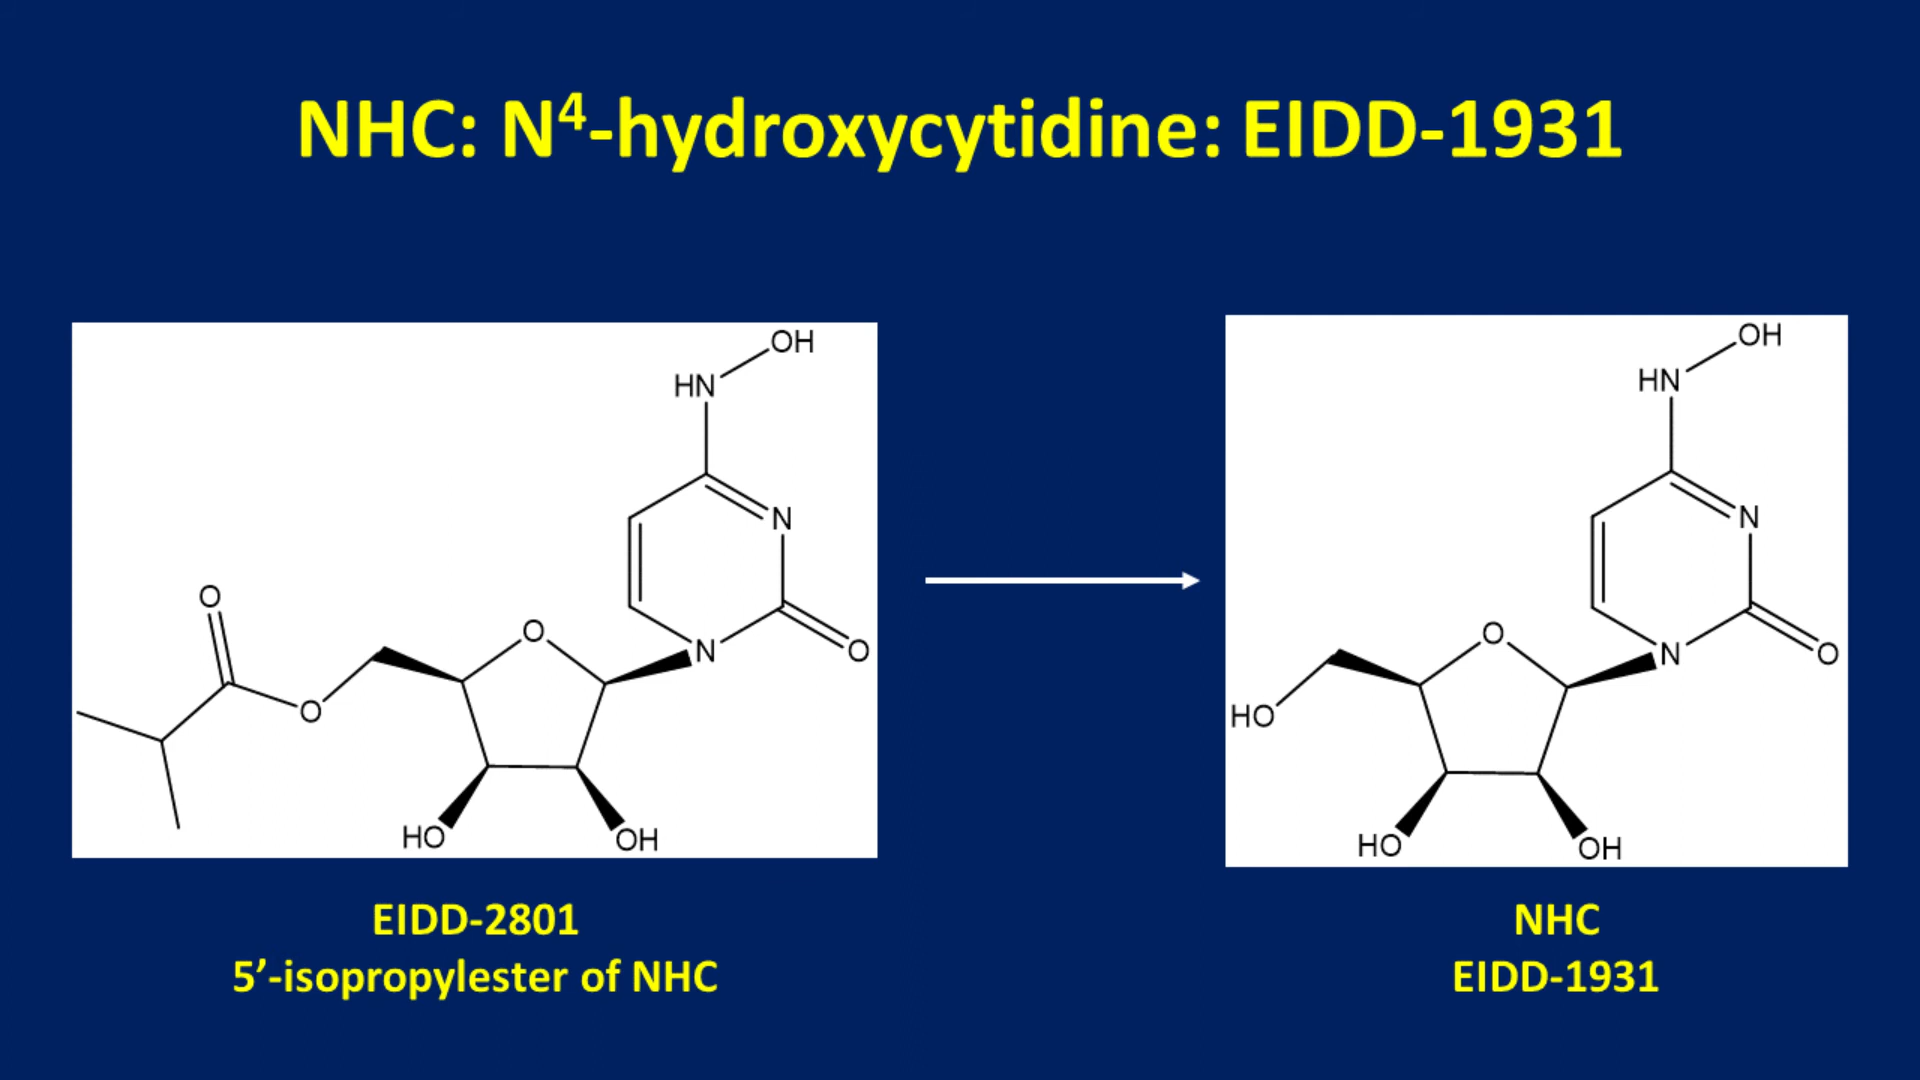 NHC: N⁴-hydroxycytidine: EIDD-1931
OH
HN
N
O
O
N
O
O
HO
OH
OH
HN
N
O
N
O
HO
HO
OH
EIDD-2801
5’-isopropylester of NHC
NHC
EIDD-1931